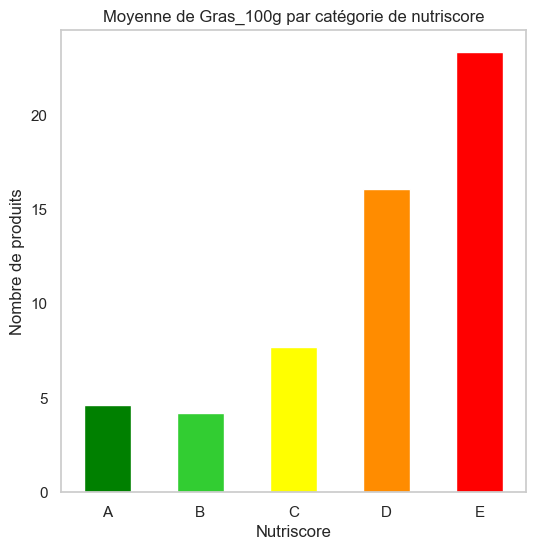 Moyenne de Gras_100g par catégorie de nutriscore
Nombre de produits
20
15
10
5
0
A B C D E
Nutriscore